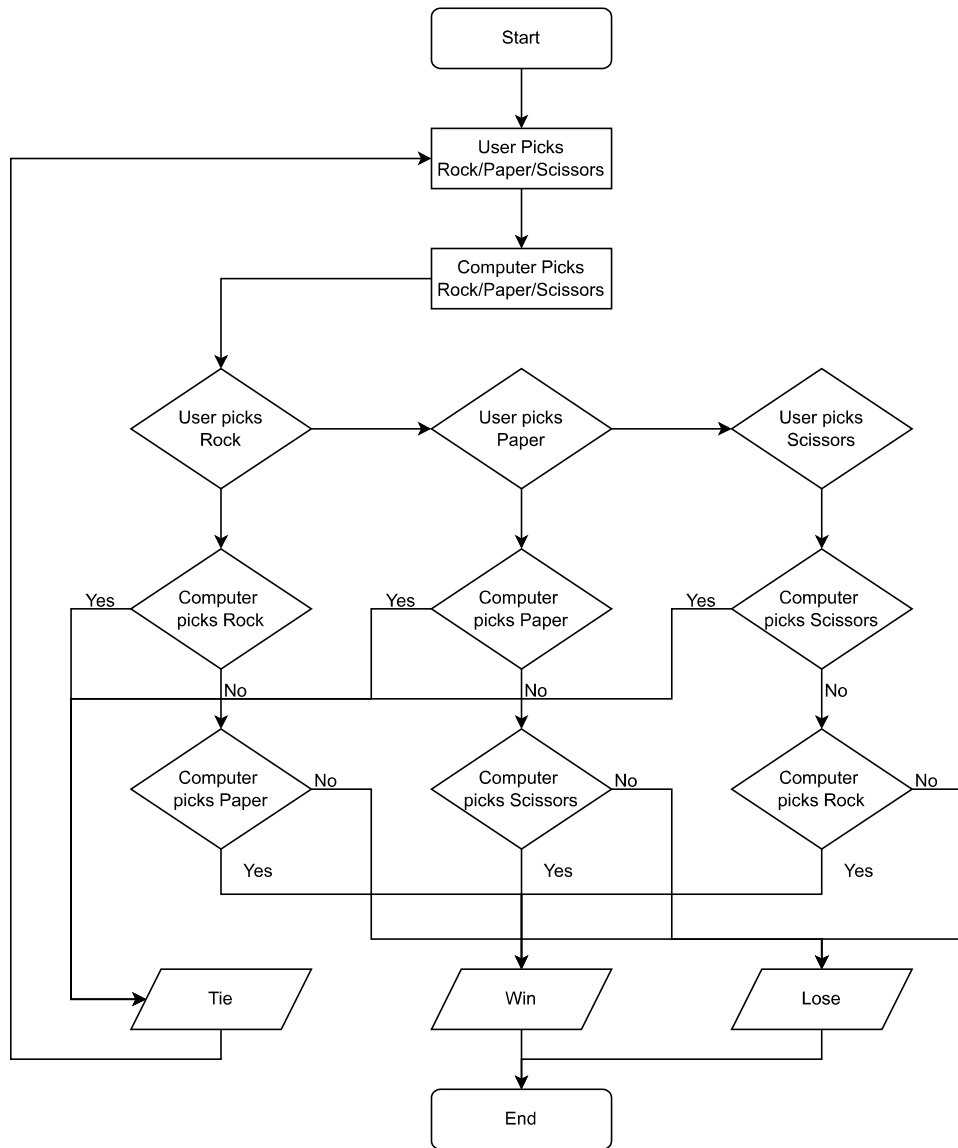 Start
User Picks
Rock/Paper/Scissors
Computer Picks
Rock/Paper/Scissors
User picks
Rock
User picks
Paper
User picks
Scissors
Yes
Computer
picks Rock
Yes
Computer
picks Paper
Yes
Computer
picks Scissors
No
No
No
Computer
picks Paper
No
Computer
picks Scissors
No
Computer
picks Rock
No
Yes
Yes
Yes
Tie
Win
Lose
End